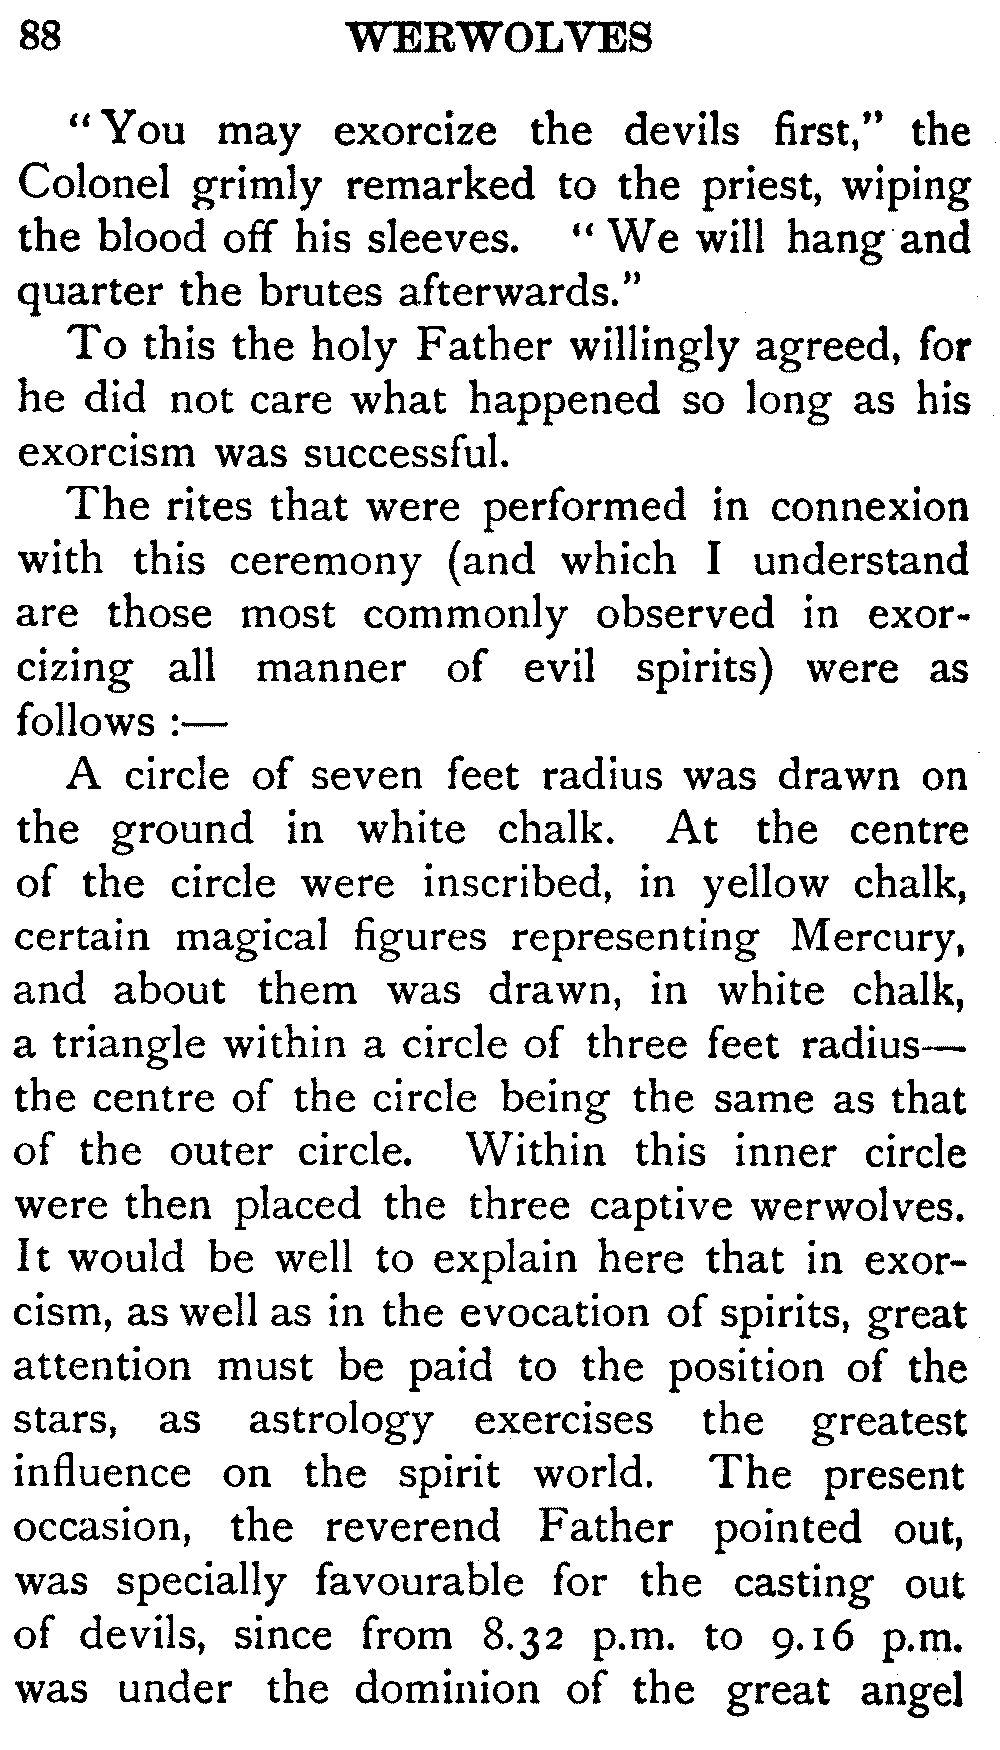 88 WERWOLVES
"You may exorcize the devils first," the
Colonel grimly remarked to the priest, wiping
the blood off his sleeves. "We will hang and
quarter the brutes afterwards."
To this the holy Father willingly agreed, for
he did not care what happened so long as his
exorcism was successful.
The rites that were performed in connexion
with this ceremony (and which I understand
are those most commonly observed in exor-
cizing all manner of evil spirits) were as
follows :—
A circle of seven feet radius was drawn on
the ground in white chalk. At the centre
of the circle were inscribed, in yellow chalk,
certain magical figures representing Mercury,
and about them was drawn, in white chalk,
a triangle within a circle of three feet radius—
the centre of the circle being the same as that
of the outer circle. Within this inner circle
were then placed the three captive werwolves.
It would be well to explain here that in exor-
cism, as well as in the evocation of spirits, great
attention must be paid to the position of the
stars, as astrology exercises the greatest
influence on the spirit world. The present
occasion, the reverend Father pointed out,
was specially favourable for the casting out
of devils, since from 8.32 p.m. to 9.16 p.m.
was under the dominion of the great angel